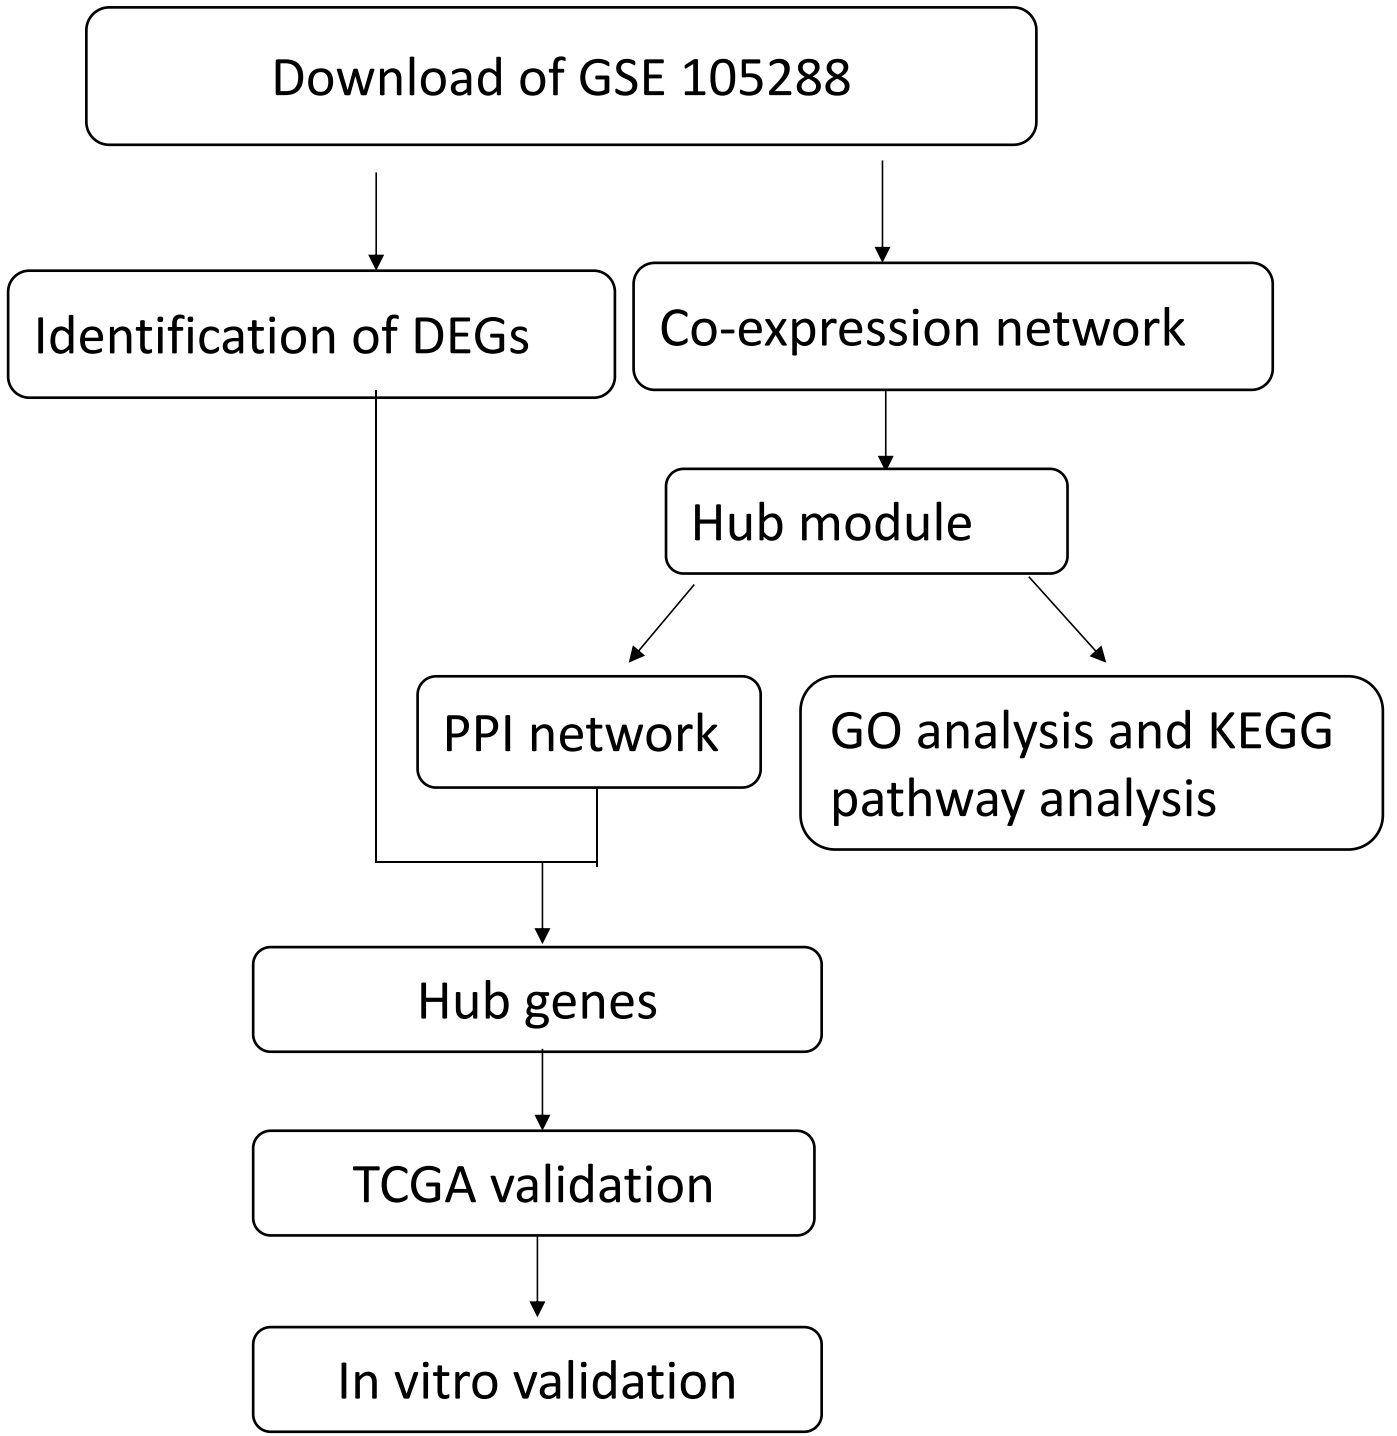 Download of GSE 105288
Identification of DEGs
Co-expression network
Hub module
PPI network
GO analysis and KEGG
pathway analysis
Hub genes
TCGA validation
In vitro validation